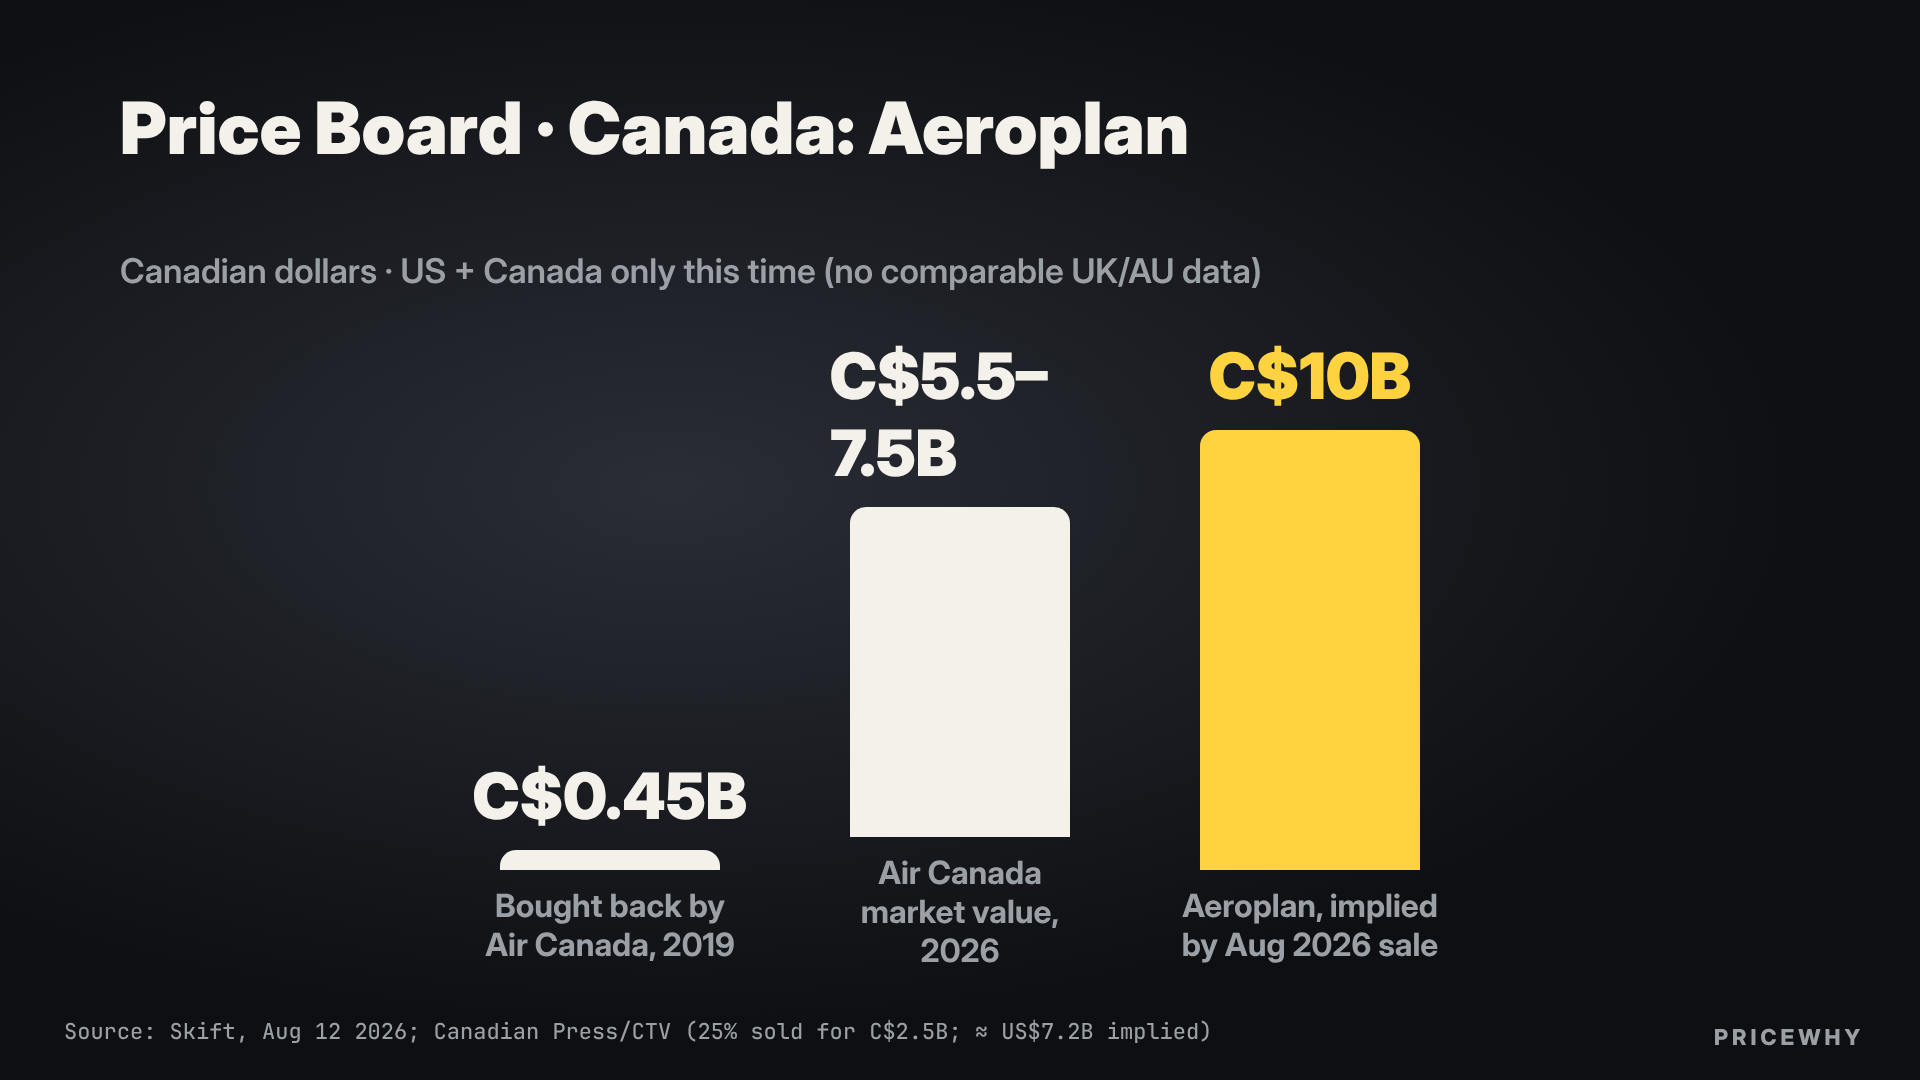 Price Board · Canada: Aeroplan
Canadian dollars · US + Canada only this time (no comparable UK/AU data)
C$0.45B
Bought back by
Air Canada, 2019
C$5.5–
7.5B
Air Canada
market value,
2026
C$10B
Aeroplan, implied
by Aug 2026 sale
Source: Skift, Aug 12 2026; Canadian Press/CTV (25% sold for C$2.5B; ≈ US$7.2B implied)
PRICEWHY